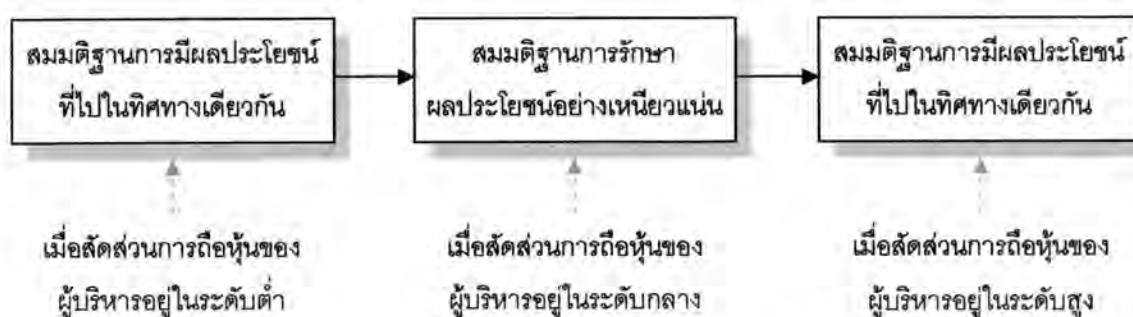 สมมติฐานการมีผลประโยชน์
ที่ไปในทิศทางเดียวกัน
สมมติฐานการรักษา
ผลประโยชน์อย่างเหนียวแน่น
สมมติฐานการมีผลประโยชน์
ที่ไปในทิศทางเดียวกัน
เมื่อสัดส่วนการถือหุ้นของ
ผู้บริหารอยู่ในระดับต่ำ
เมื่อสัดส่วนการถือหุ้นของ
ผู้บริหารอยู่ในระดับกลาง
เมื่อสัดส่วนการถือหุ้นของ
ผู้บริหารอยู่ในระดับสูง